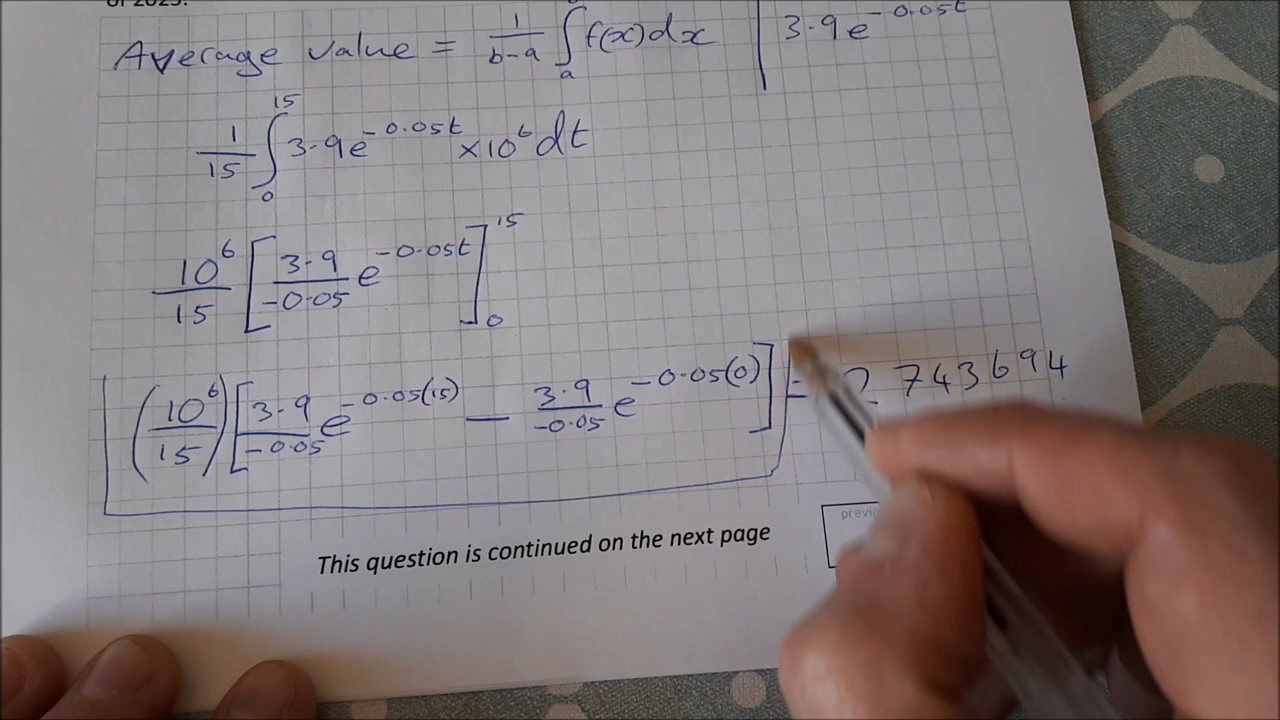 of 2023.
Average value = 1/(b-a) ∫ₐ f(x)dx | 3.9e^(-0.05t)
1/15 ∫₀¹⁵ 3.9e^(-0.05t) ×10⁶ dt
10⁶/15 [3.9/(-0.05) e^(-0.05t)]₀¹⁵
(10⁶/15) [3.9/(-0.05) e^(-0.05(15)) - 3.9/(-0.05) e^(-0.05(0))] = 2 743694
This question is continued on the next page